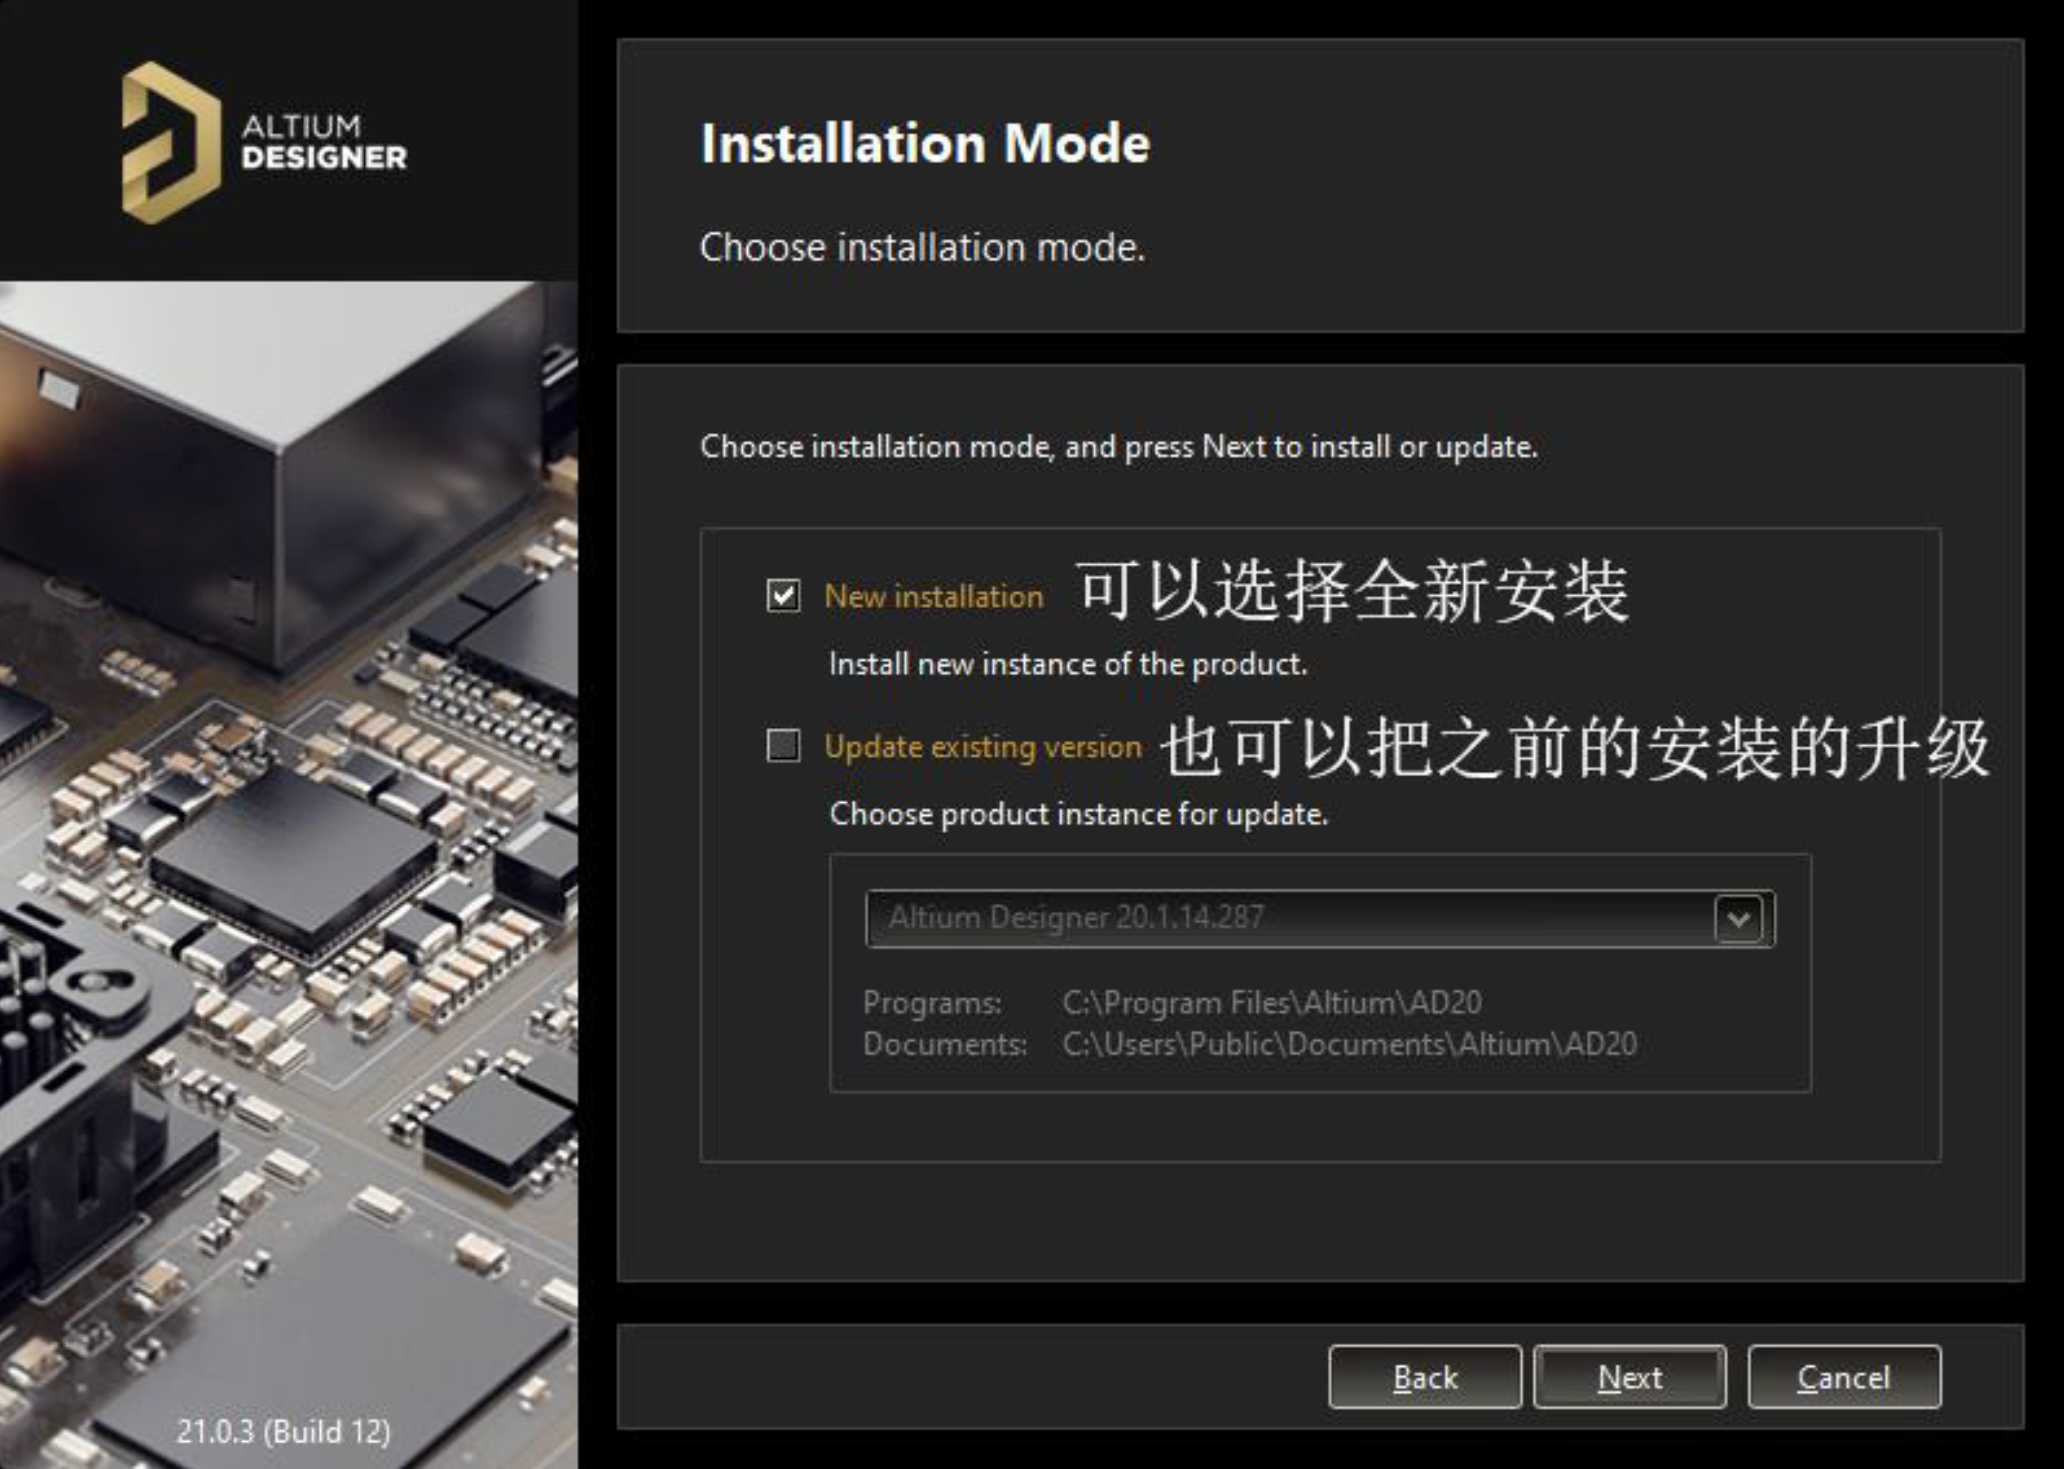 ALTIUM
DESIGNER
Installation Mode
Choose installation mode.
Choose installation mode, and press Next to install or update.
New installation 可以选择全新安装
Install new instance of the product.
Update existing version 也可以把之前的安装的升级
Choose product instance for update.
Altium Designer 20.1.14.287
Programs: C:\Program Files\Altium\AD20
Documents: C:\Users\Public\Documents\Altium\AD20
Back Next Cancel
21.0.3 (Build 12)